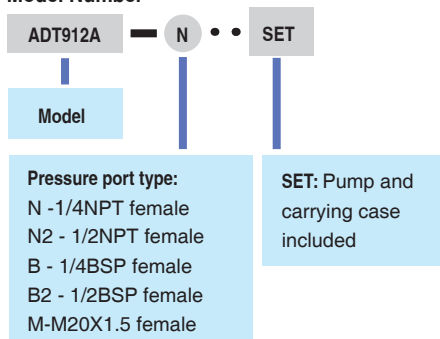 Model Number
ADT912A — N • • SET
Model
Pressure port type:
N -1/4NPT female
N2 - 1/2NPT female
B - 1/4BSP female
B2 - 1/2BSP female
M-M20X1.5 female
SET: Pump and
carrying case
included